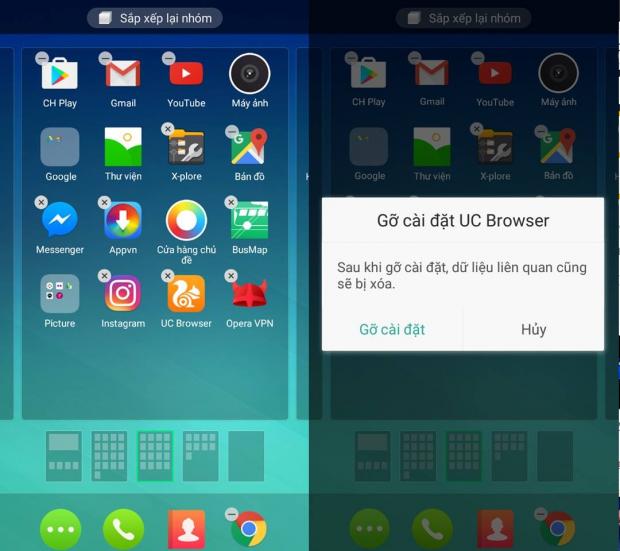 Sắp xếp lại nhóm
CH Play
Gmail
YouTube
Máy ảnh
Google
Thư viện
X-plore
Bản đồ
Messenger
Appvn
Cửa hàng chủ
đề
BusMap
Picture
Instagram
UC Browser
Opera VPN
Sắp xếp lại nhóm
CH Play
Gmail
YouTube
Máy ảnh
Google
Thư viện
X-plore
Bản đồ
Gỡ cài đặt UC Browser
Sau khi gỡ cài đặt, dữ liệu liên quan cũng
sẽ bị xóa.
Gỡ cài đặt
Hủy